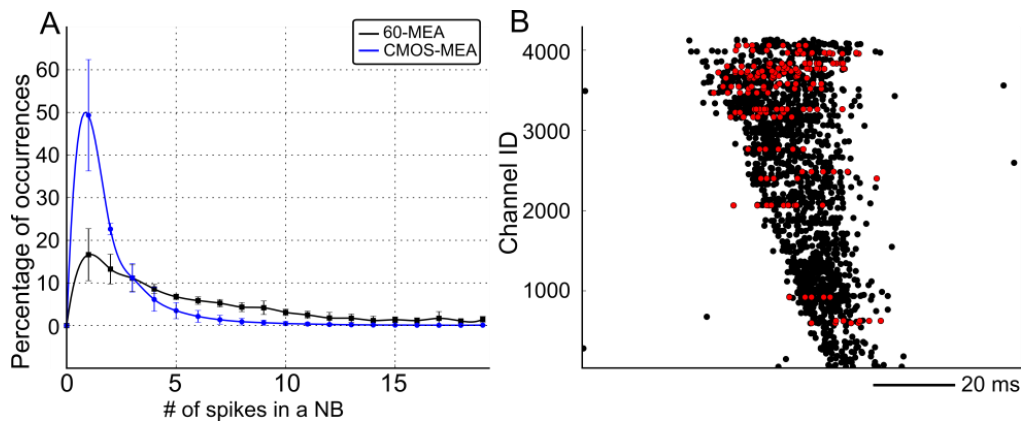 A
60-MEA
CMOS-MEA
Percentage of occurrences
60
50
40
30
20
10
0
0
5
10
15
# of spikes in a NB
B
Channel ID
4000
3000
2000
1000
20 ms